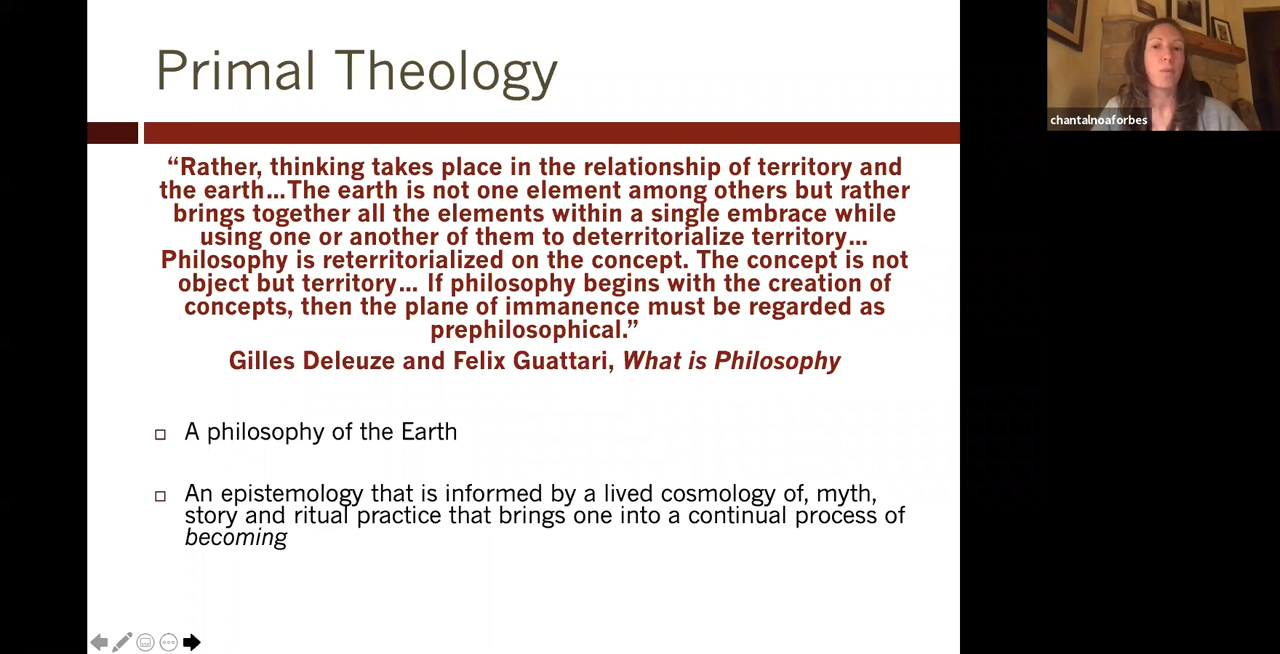 Primal Theology
“Rather, thinking takes place in the relationship of territory and
the earth...The earth is not one element among others but rather
brings together all the elements within a single embrace while
using one or another of them to deterritorialize territory...
Philosophy is reterritorialized on the concept. The concept is not
object but territory... If philosophy begins with the creation of
concepts, then the plane of immanence must be regarded as
prephilosophical.”
Gilles Deleuze and Felix Guattari, What is Philosophy
A philosophy of the Earth
An epistemology that is informed by a lived cosmology of, myth,
story and ritual practice that brings one into a continual process of
becoming
chantalnoaforbes